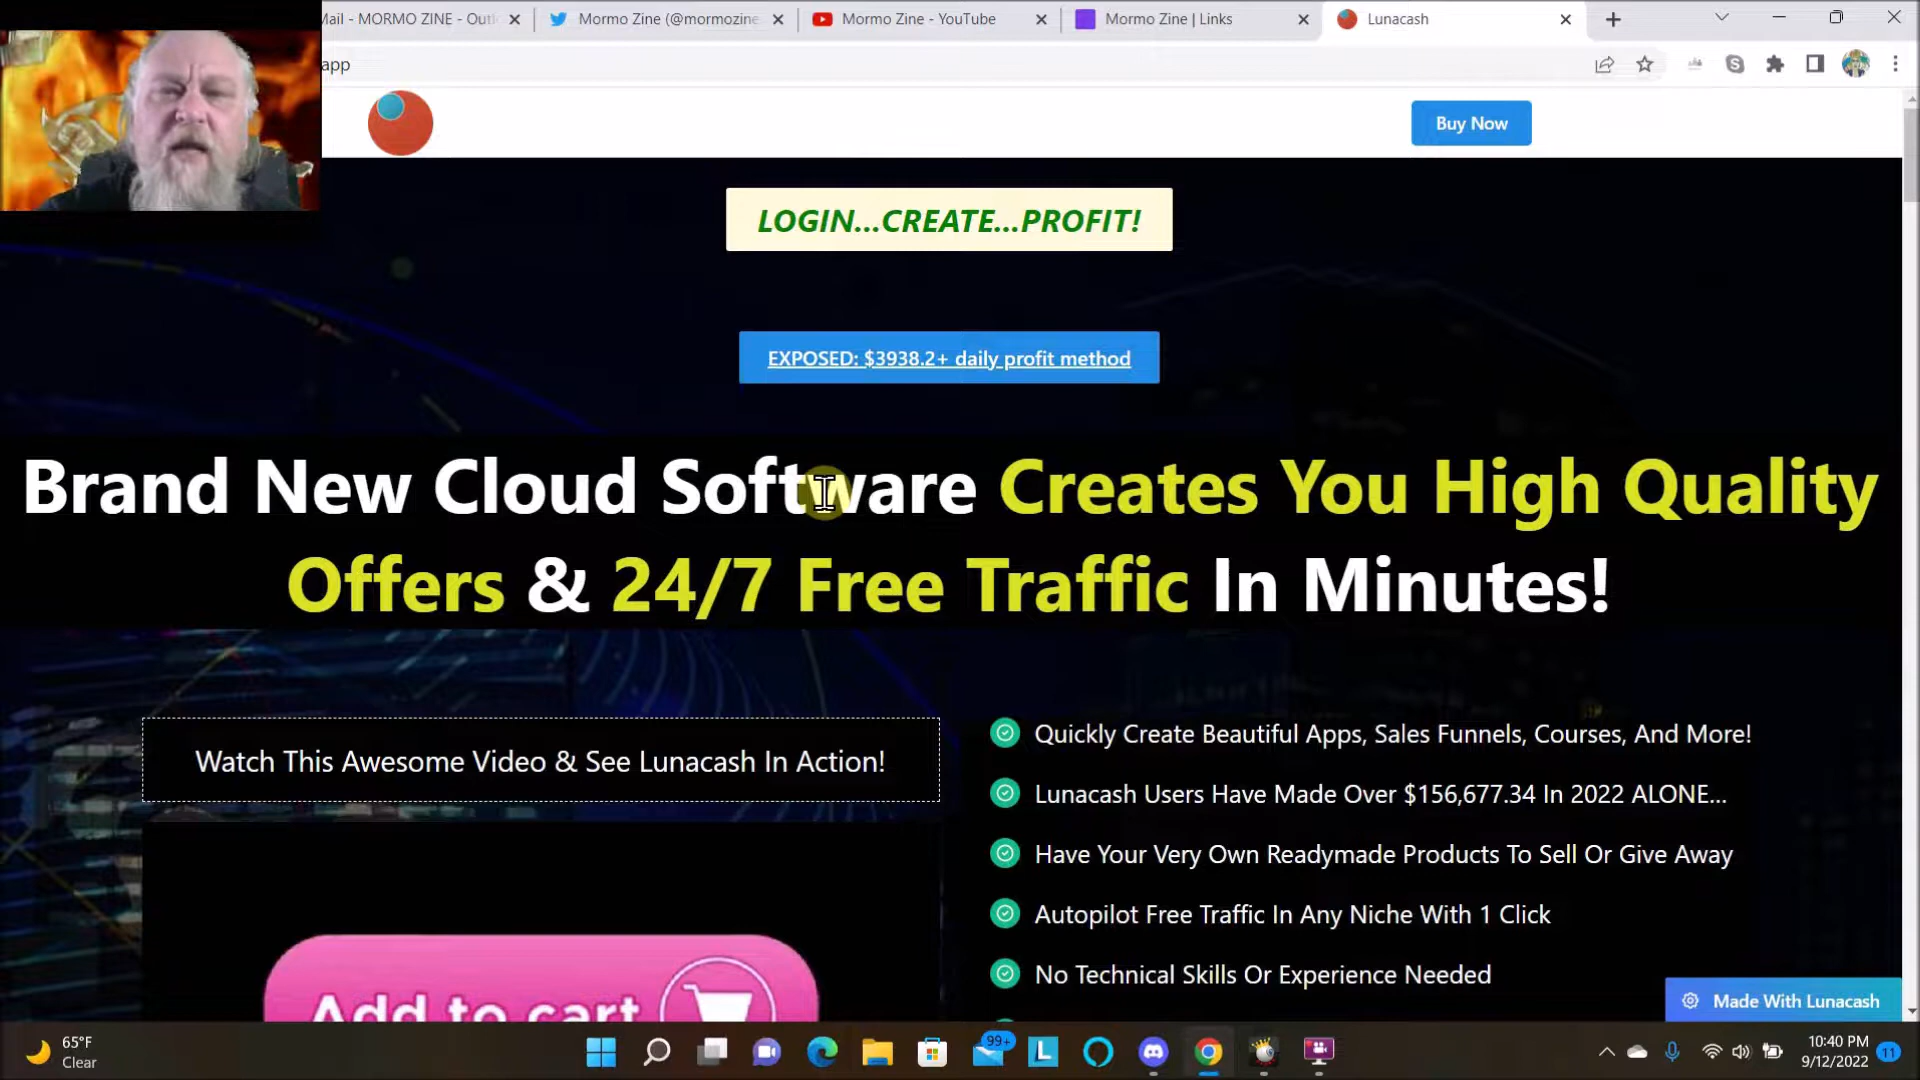 Mail - MORMO ZINE - Outl
Mormo Zine (@mormozine
Mormo Zine - YouTube
Mormo Zine | Links
Lunacash
app
Buy Now
LOGIN...CREATE...PROFIT!
EXPOSED: $3938.2+ daily profit method
Brand New Cloud Software Creates You High Quality
Offers & 24/7 Free Traffic In Minutes!
Watch This Awesome Video & See Lunacash In Action!
Add to cart
Quickly Create Beautiful Apps, Sales Funnels, Courses, And More!
Lunacash Users Have Made Over $156,677.34 In 2022 ALONE...
Have Your Very Own Readymade Products To Sell Or Give Away
Autopilot Free Traffic In Any Niche With 1 Click
No Technical Skills Or Experience Needed
Made With Lunacash
65°F
Clear
99+
L
10:40 PM
9/12/2022
11